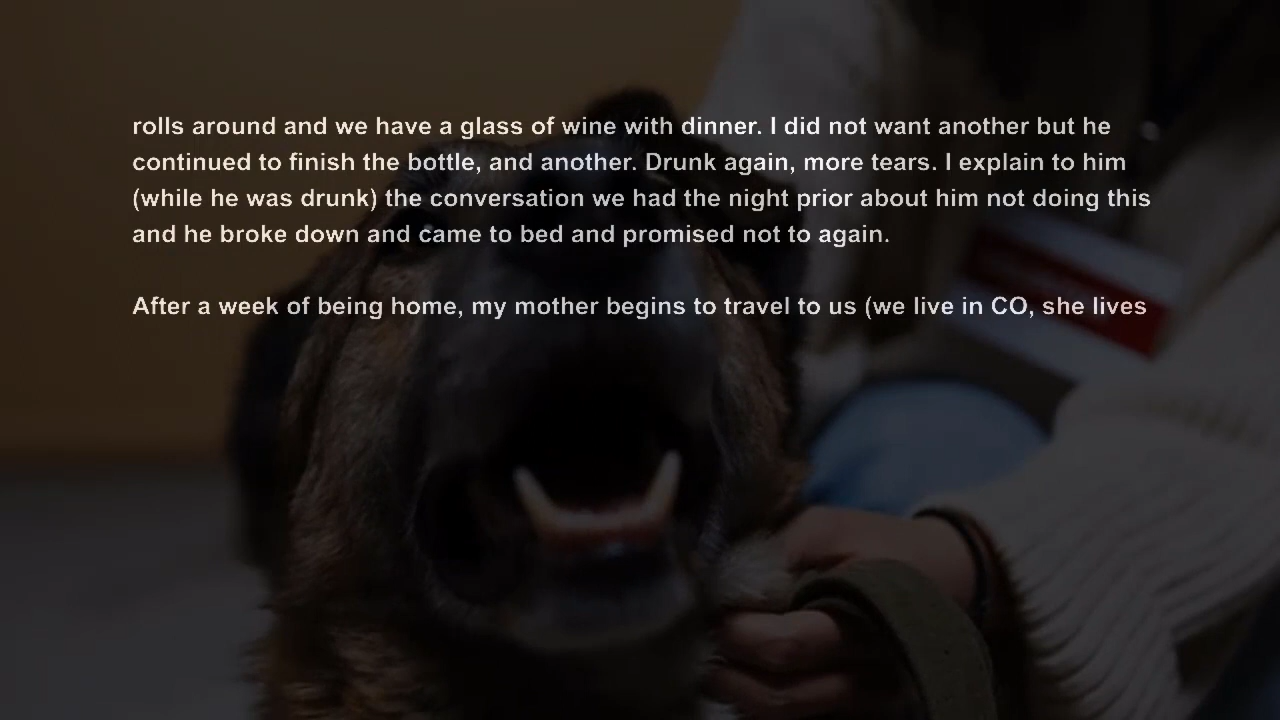 rolls around and we have a glass of wine with dinner. I did not want another but he
continued to finish the bottle, and another. Drunk again, more tears. I explain to him
(while he was drunk) the conversation we had the night prior about him not doing this
and he broke down and came to bed and promised not to again.
After a week of being home, my mother begins to travel to us (we live in CO, she lives